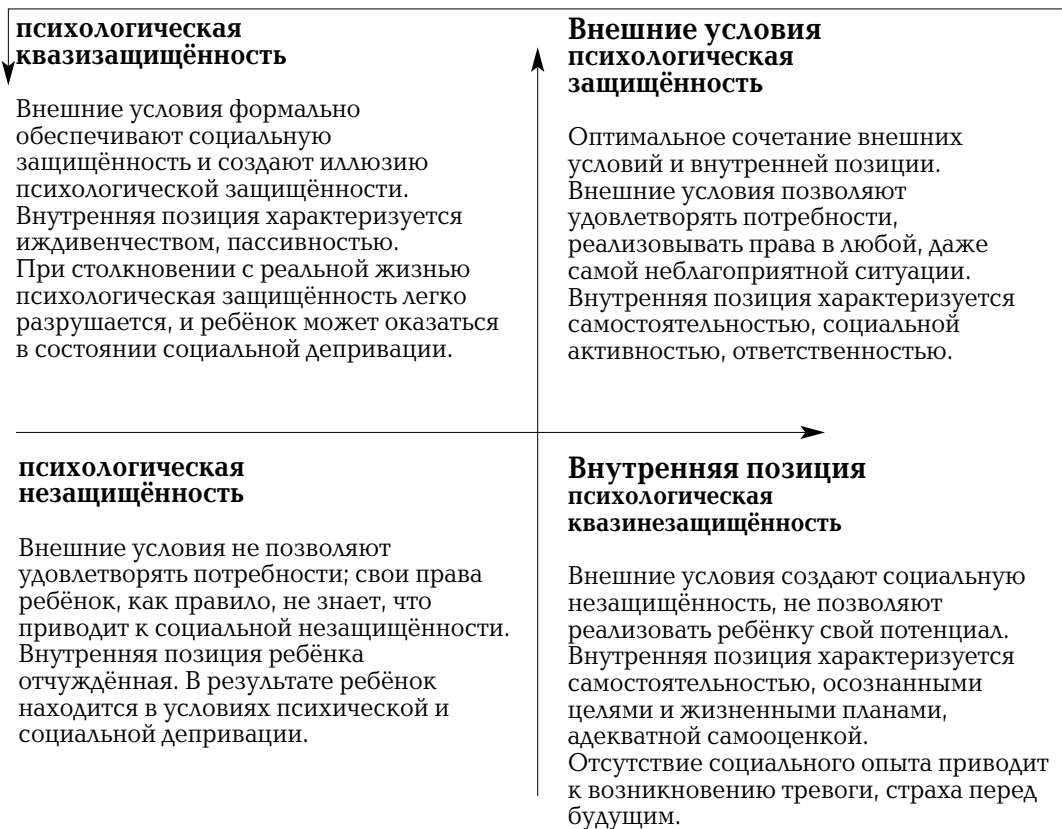 психологическая
квазизащищённость
Внешние условия формально
обеспечивают социальную
защищённость и создают иллюзию
психологической защищённости.
Внутренняя позиция характеризуется
иждивенчеством, пассивностью.
При столкновении с реальной жизнью
психологическая защищённость легко
разрушается, и ребёнок может оказаться
в состоянии социальной депривации.
Внешние условия
психологическая
защищённость
Оптимальное сочетание внешних
условий и внутренней позиции.
Внешние условия позволяют
удовлетворять потребности,
реализовывать права в любой, даже
самой неблагоприятной ситуации.
Внутренняя позиция характеризуется
самостоятельностью, социальной
активностью, ответственностью.
психологическая
незащищённость
Внешние условия не позволяют
удовлетворять потребности; свои права
ребёнок, как правило, не знает, что
приводит к социальной незащищённости.
Внутренняя позиция ребёнка
отчуждённая. В результате ребёнок
находится в условиях психической и
социальной депривации.
Внутренняя позиция
психологическая
квазинезащищённость
Внешние условия создают социальную
незащищённость, не позволяют
реализовать ребёнку свой потенциал.
Внутренняя позиция характеризуется
самостоятельностью, осознанными
целями и жизненными планами,
адекватной самооценкой.
Отсутствие социального опыта приводит
к возникновению тревоги, страха перед
будущим.